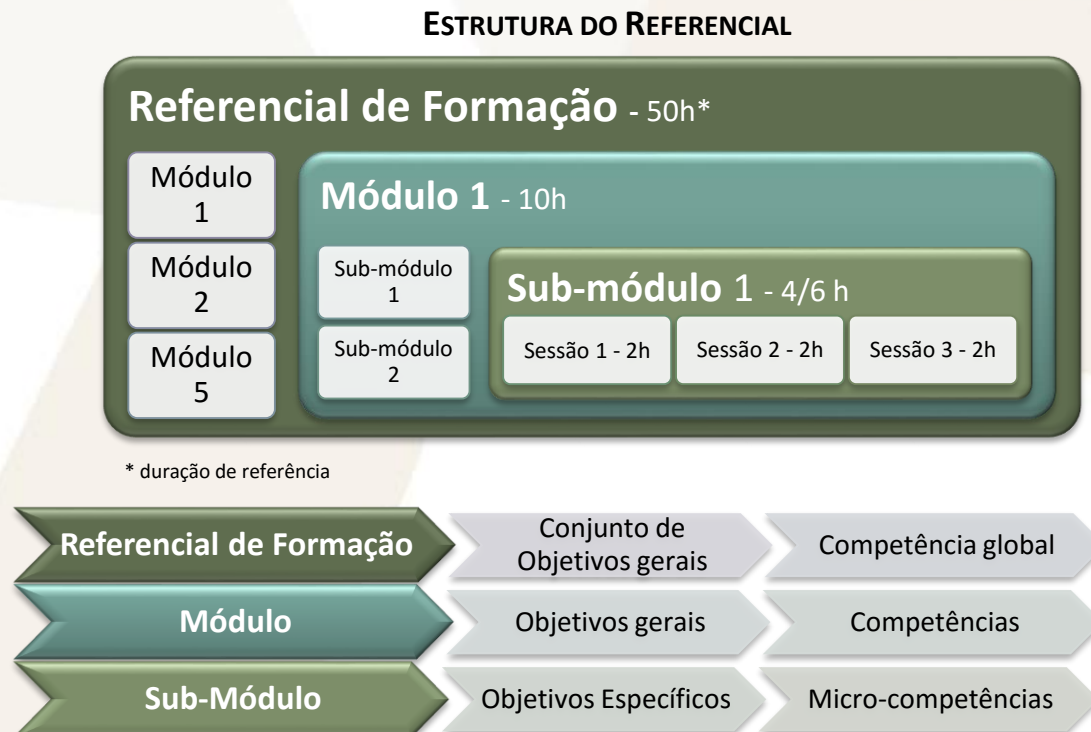 ESTRUTURA DO REFERENCIAL
Referencial de Formação - 50h*
Módulo
1
Módulo
2
Módulo
5
Módulo 1 - 10h
Sub-módulo
1
Sub-módulo
2
Sub-módulo 1 - 4/6 h
Sessão 1 - 2h
Sessão 2 - 2h
Sessão 3 - 2h
* duração de referência
Referencial de Formação
Conjunto de
Objetivos gerais
Competência global
Módulo
Objetivos gerais
Competências
Sub-Módulo
Objetivos Específicos
Micro-competências